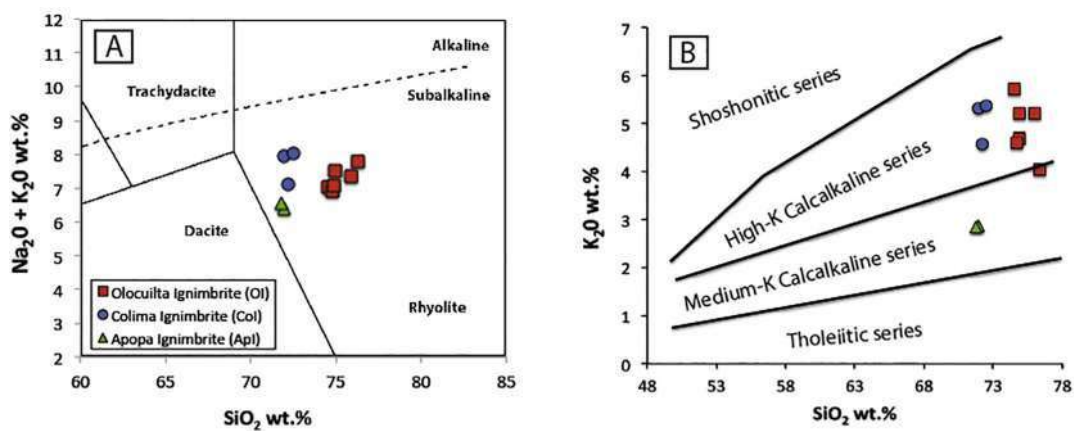 A
12
11
10
9
8
7
6
5
4
3
2
Na₂O + K₂O wt.%
Alkaline
Trachydacite
Subalkaline
Dacite
Rhyolite
Olocuilta Ignimbrite (OI)
Colima Ignimbrite (CoI)
Apopa Ignimbrite (ApI)
60 65 70 75 80 85
SiO₂ wt.%
B
7
6
5
4
3
2
1
0
K₂O wt.%
Shoshonitic series
High-K Calcalkaline series
Medium-K Calcalkaline series
Tholeiitic series
48 53 58 63 68 73 78
SiO₂ wt.%